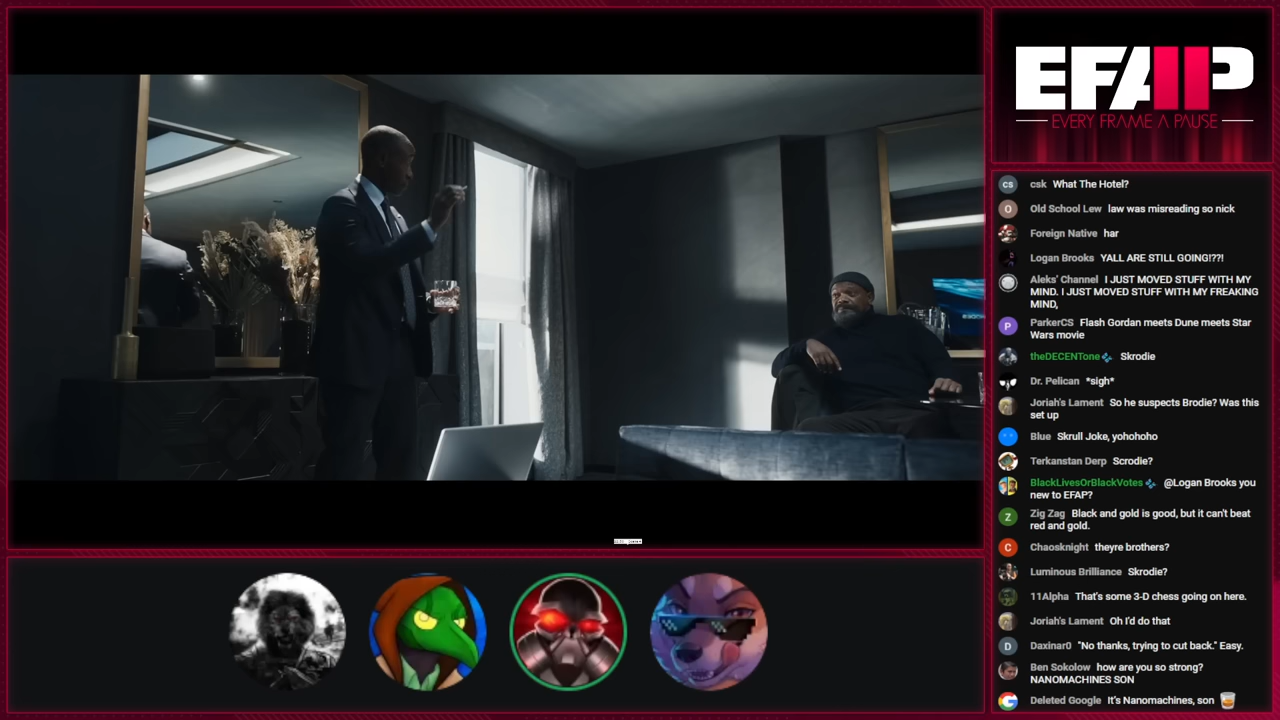 EFAP
EVERY FRAME A PAUSE
CS
csk What The Hotel?
O
Old School Lew law was misreading so nick
Foreign Native har
Logan Brooks YALL ARE STILL GOING!??!
Aleks' Channel I JUST MOVED STUFF WITH MY
MIND. I JUST MOVED STUFF WITH MY FREAKING
MIND,
P
ParkerCS Flash Gordan meets Dune meets Star
Wars movie
theDECENTone Skrodie
Dr. Pelican *sigh*
Joriah's Lament So he suspects Brodie? Was this
set up
Blue Skrull Joke, yohohoho
Terkanstan Derp Scrodie?
BlackLivesOrBlackVotes @Logan Brooks you
new to EFAP?
Z
Zig Zag Black and gold is good, but it can't beat
red and gold.
C
Chaosknight theyre brothers?
Luminous Brilliance Skrodie?
11Alpha That's some 3-D chess going on here.
Joriah's Lament Oh I'd do that
D
Daxinar0 "No thanks, trying to cut back." Easy.
Ben Sokolow how are you so strong?
NANOMACHINES SON
G
Deleted Google It's Nanomachines, son